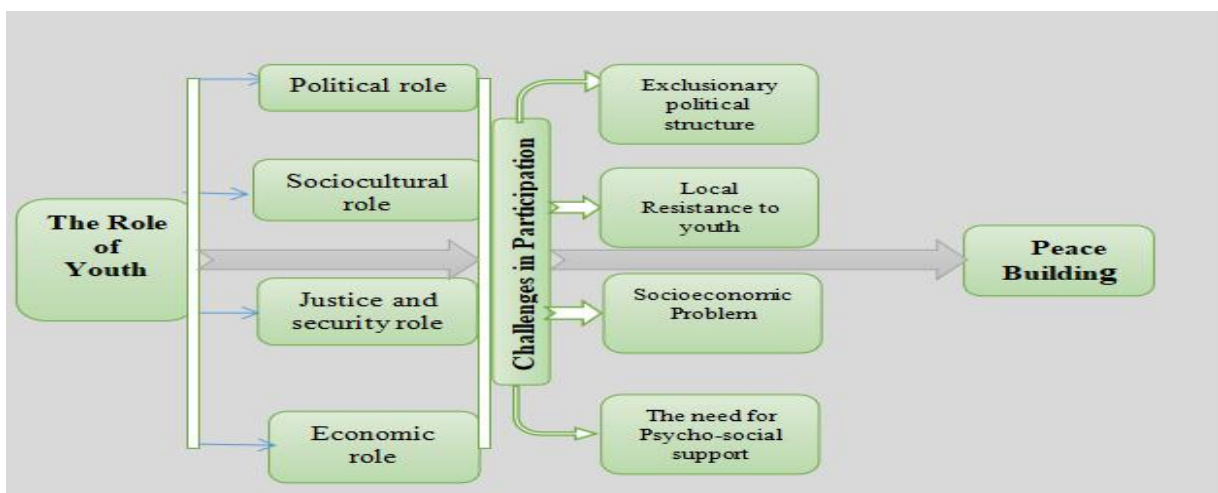 The Role
of
Youth
Political role
Sociocultural
role
Justice and
security role
Economic
role
Challenges in Participation
Exclusionary
political
structure
Local
Resistance to
youth
Socioeconomic
Problem
The need for
Psycho-social
support
Peace
Building